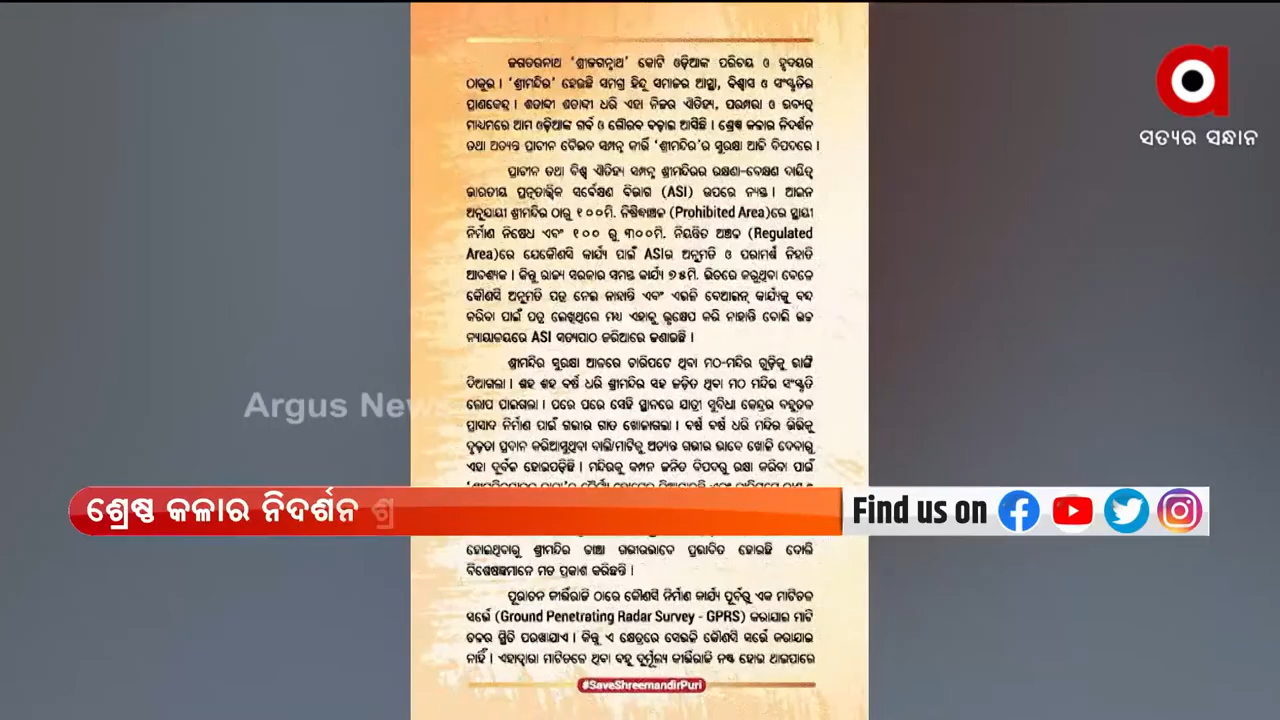 ଜଗତରନାଥ ‘ଶ୍ରୀଜଗନ୍ନାଥ’ କୋଟି ଓଡ଼ିଆଙ୍କ ପରିଚୟ ଓ ହୃଦୟର
ଠାକୁର । ‘ଶ୍ରୀମନ୍ଦିର’ ହେଉଛି ସମଗ୍ର ହିନ୍ଦୁ ସମାଜର ଆସ୍ଥା, ବିଶ୍ୱାସ ଓ ସଂସ୍କୃତିର
ପ୍ରାଣକେନ୍ଦ୍ର । ଶତାବ୍ଦୀ ଶତାବ୍ଦୀ ଧରି ଏହା ନିଜର ଐତିହ୍ୟ, ପରମ୍ପରା ଓ ଭବ୍ୟତ୍ୱ
ମାଧ୍ୟମରେ ଆମ ଓଡ଼ିଆଙ୍କ ଗର୍ବ ଓ ଗୌରବ ବଢ଼ାଇ ଆସିଛି । ଶ୍ରେଷ୍ଠ କଳାର ନିଦର୍ଶନ
ତଥା ଅତ୍ୟନ୍ତ ପ୍ରାଚୀନ ବୈଭବ ସମ୍ପନ୍ନ କୀର୍ତ୍ତି ‘ଶ୍ରୀମନ୍ଦିର’ର ସୁରକ୍ଷା ଆଜି ବିପଦରେ ।
ପ୍ରାଚୀନ ତଥା ବିଶ୍ୱ ଐତିହ୍ୟ ସମ୍ପନ୍ନ ଶ୍ରୀମନ୍ଦିରର ରକ୍ଷଣା-ବେକ୍ଷଣ ଦାୟିତ୍ୱ
ଭାରତୀୟ ପ୍ରତ୍ନତାତ୍ତ୍ୱିକ ସର୍ବେକ୍ଷଣ ବିଭାଗ (ASI) ଉପରେ ନ୍ୟସ୍ତ । ଆଇନ
ଅନୁଯାୟୀ ଶ୍ରୀମନ୍ଦିର ଠାରୁ ୧୦୦ମି. ନିଷିଦ୍ଧାଞ୍ଚଳ (Prohibited Area)ରେ ସ୍ଥାୟୀ
ନିର୍ମାଣ ନିଷେଧ ଏବଂ ୧୦୦ ରୁ ୩୦୦ମି. ନିୟନ୍ତ୍ରିତ ଅଞ୍ଚଳ (Regulated
Area)ରେ ଯେକୌଣସି କାର୍ଯ୍ୟ ପାଇଁ ASIର ଅନୁମତି ଓ ପରାମର୍ଶ ନିହାତି
ଆବଶ୍ୟକ । କିନ୍ତୁ ରାଜ୍ୟ ସରକାର ସମସ୍ତ କାର୍ଯ୍ୟ ୭୫ମି. ଭିତରେ କରୁଥିବା ବେଳେ
କୌଣସି ଅନୁମତି ପତ୍ର ନେଇ ନାହାନ୍ତି ଏବଂ ଏଭଳି ବେଆଇନ୍ କାର୍ଯ୍ୟକୁ ବନ୍ଦ
କରିବା ପାଇଁ ପତ୍ର ଲେଖିଥିଲେ ମଧ୍ୟ ଏହାକୁ ଭୃକ୍ଷେପ କରି ନାହାନ୍ତି ବୋଲି ଉଚ୍ଚ
ନ୍ୟାୟାଳୟରେ ASI ସତ୍ୟପାଠ ଜରିଆରେ ଜଣାଇଛି ।
ଶ୍ରୀମନ୍ଦିର ସୁରକ୍ଷା ଆଳରେ ଚାରିପଟେ ଥିବା ମଠ-ମନ୍ଦିର ଗୁଡ଼ିକୁ ଭାଙ୍ଗି
ଦିଆଗଲା । ଶହ ଶହ ବର୍ଷ ଧରି ଶ୍ରୀମନ୍ଦିର ସହ ଜଡ଼ିତ ଥିବା ମଠ ମନ୍ଦିର ସଂସ୍କୃତି
ଲୋପ ପାଇଗଲା । ପରେ ପରେ ସେହି ସ୍ଥାନରେ ଯାତ୍ରୀ ସୁବିଧା କେନ୍ଦ୍ରର ବହୁତଳ
ପ୍ରାସାଦ ନିର୍ମାଣ ପାଇଁ ଗଭୀର ଗାତ ଖୋଳାଗଲା । ବର୍ଷ ବର୍ଷ ଧରି ମନ୍ଦିର ଭିତ୍ତିକୁ
ଦୃଢ଼ତା ପ୍ରଦାନ କରିଆସୁଥିବା ବାଲି/ମାଟିକୁ ଅତ୍ୟନ୍ତ ଗଭୀର ଭାବେ ଖୋଳି ଦେବାରୁ
ଏହା ଦୁର୍ବଳ ହୋଇପଡ଼ିଛି । ମନ୍ଦିରକୁ କମ୍ପନ ଜନିତ ବିପଦରୁ ରକ୍ଷା କରିବା ପାଇଁ
ହୋଇଥିବାରୁ ଶ୍ରୀମନ୍ଦିର ଢାଞ୍ଚା ଗଭୀରଭାବେ ପ୍ରଭାବିତ ହୋଇଛି ବୋଲି
ବିଶେଷଜ୍ଞମାନେ ମତ ପ୍ରକାଶ କରିଛନ୍ତି ।
ପୁରାତନ କୀର୍ତ୍ତିରାଜି ଠାରେ କୌଣସି ନିର୍ମାଣ କାର୍ଯ୍ୟ ପୂର୍ବରୁ ଏକ ମାଟିତଳ
ସର୍ଭେ (Ground Penetrating Radar Survey - GPRS) କରାଯାଇ ମାଟି
ତଳର ସ୍ଥିତି ପରଖାଯାଏ । କିନ୍ତୁ ଏ କ୍ଷେତ୍ରରେ ସେଭଳି କୌଣସି ସର୍ଭେ କରାଯାଇ
ନାହିଁ । ଏହାଦ୍ୱାରା ମାଟିତଳେ ଥିବା ବହୁ ଦୁର୍ମୂଲ୍ୟ କୀର୍ତ୍ତିରାଜି ନଷ୍ଟ ହୋଇ ଥାଇପାରେ
#SaveShreemandirPuri
ସତ୍ୟର ସନ୍ଧାନ
Argus News
ଶ୍ରେଷ୍ଠ କଳାର ନିଦର୍ଶନ ଶ୍ର
Find us on